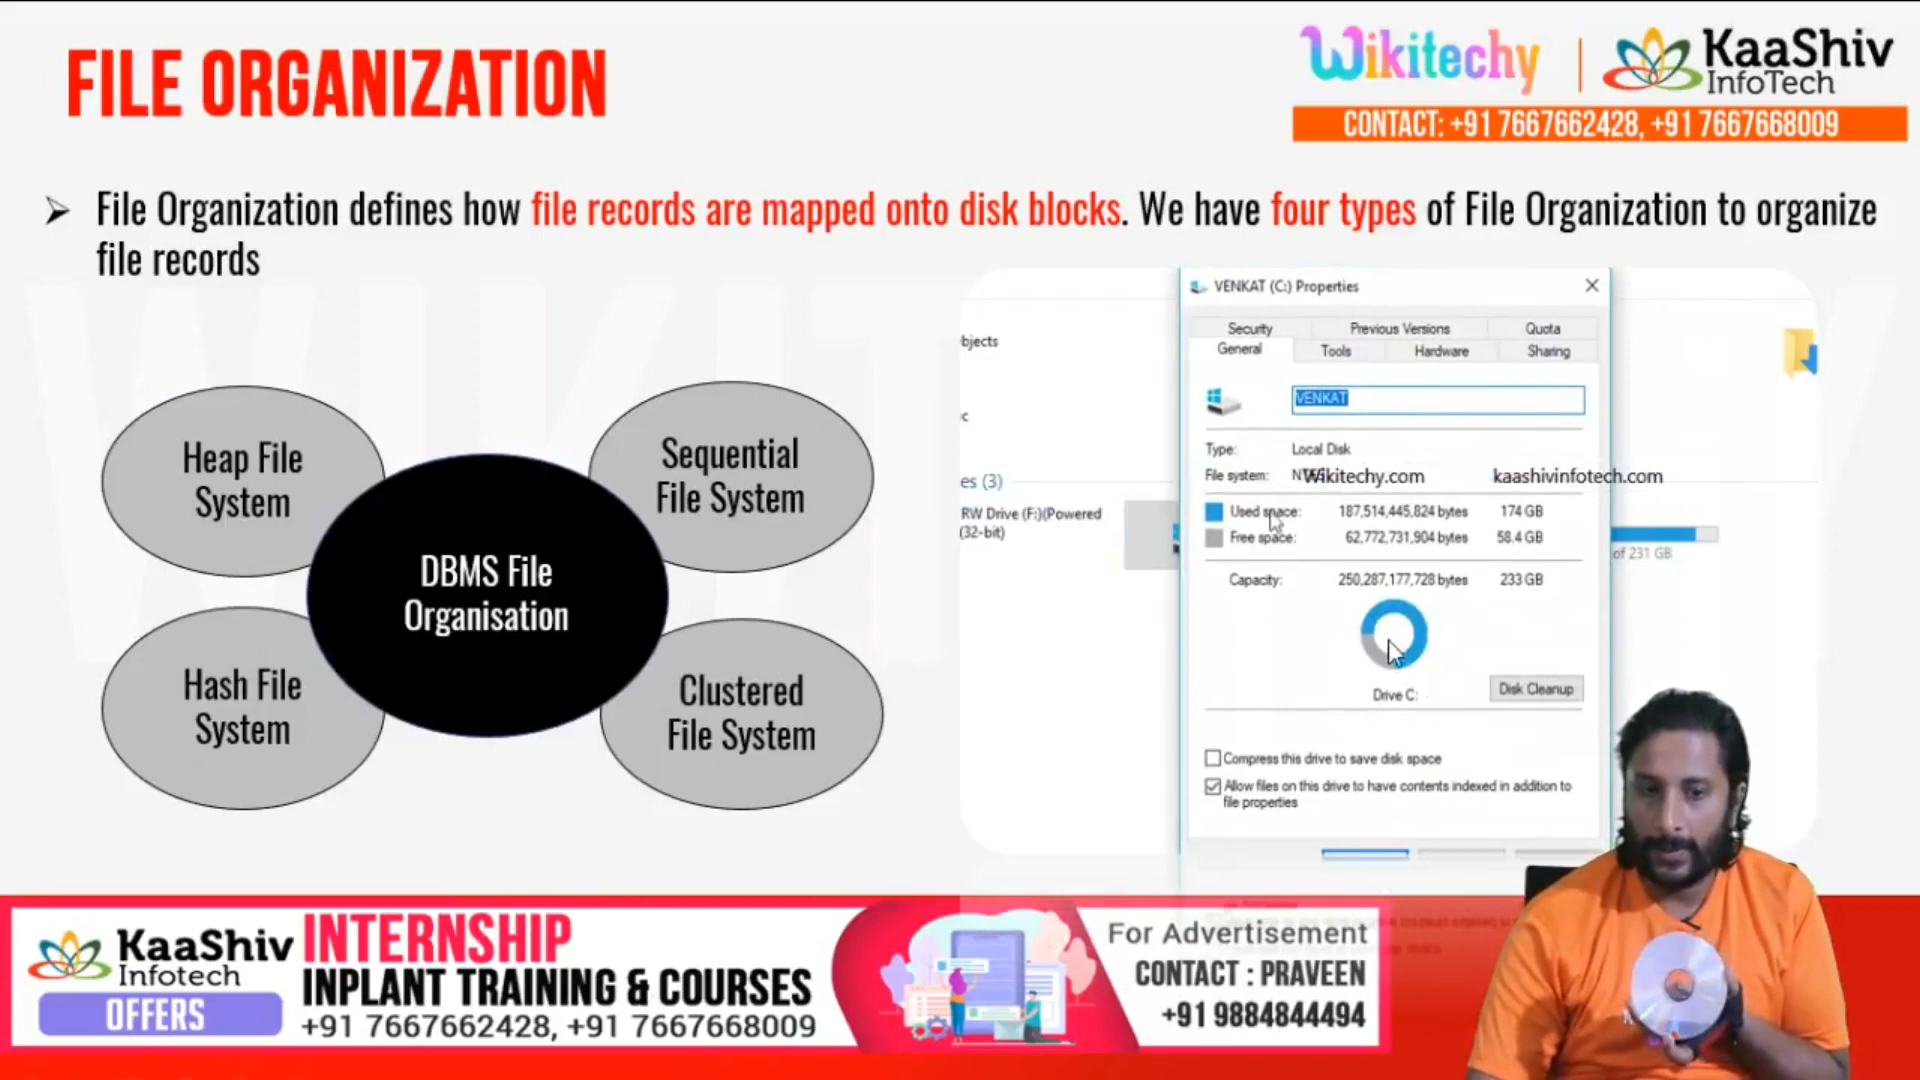 FILE ORGANIZATION
Wikitechy
KaaShiv
InfoTech
CONTACT: +91 7667662428, +91 7667668009
File Organization defines how file records are mapped onto disk blocks. We have four types of File Organization to organize
file records
Heap File
System
Sequential
File System
DBMS File
Organisation
Hash File
System
Clustered
File System
bjects
es (3)
RW Drive (F:)(Powered
(32-bit)
VENKAT (C:) Properties
Security
Previous Versions
Quota
General
Tools
Hardware
Sharing
VENKAT
Type: Local Disk
File system:
Wikitechy.com
kaashivinfotech.com
Used space: 187,514,445,824 bytes 174 GB
Free space: 62,772,731,904 bytes 58.4 GB
Capacity: 250,287,177,728 bytes 233 GB
of 231 GB
Drive C:
Disk Cleanup
Compress this drive to save disk space
Allow files on this drive to have contents indexed in addition to
file properties
KaaShiv
Infotech
OFFERS
INTERNSHIP
INPLANT TRAINING & COURSES
+91 7667662428, +91 7667668009
For Advertisement
CONTACT : PRAVEEN
+91 9884844494